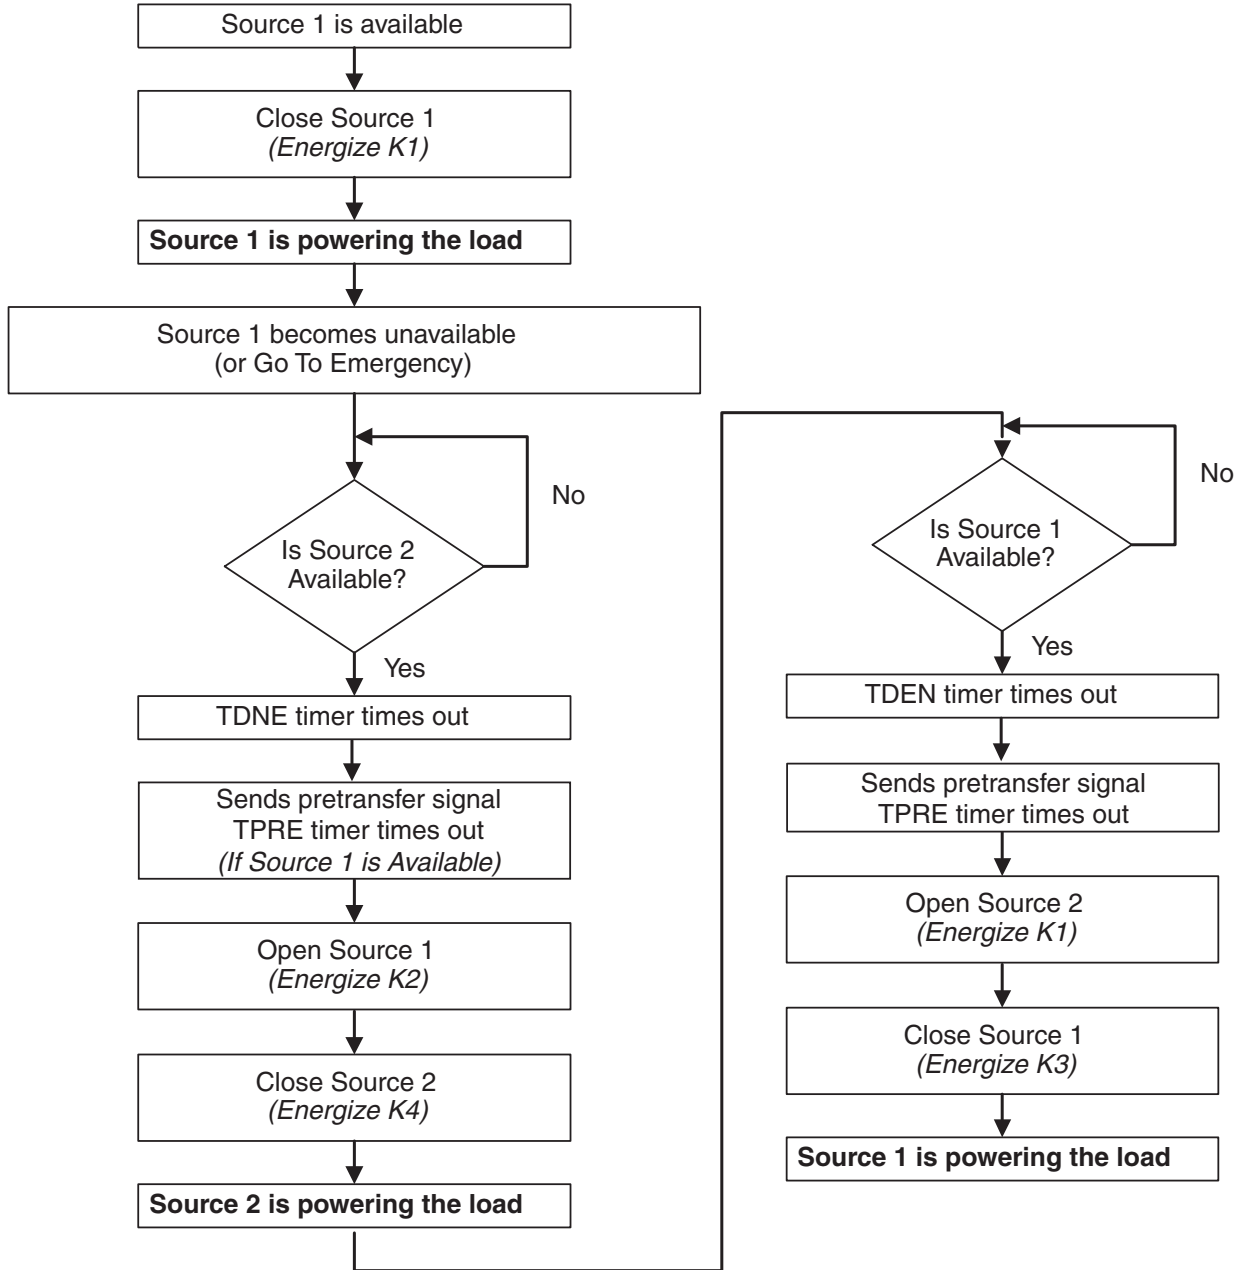 Source 1 is available
Close Source 1
(Energize K1)
Source 1 is powering the load
Source 1 becomes unavailable
(or Go To Emergency)
Is Source 2
Available?
No
Yes
TDNE timer times out
Sends pretransfer signal
TPRE timer times out
(If Source 1 is Available)
Open Source 1
(Energize K2)
Close Source 2
(Energize K4)
Source 2 is powering the load
Is Source 1
Available?
No
Yes
TDEN timer times out
Sends pretransfer signal
TPRE timer times out
Open Source 2
(Energize K1)
Close Source 1
(Energize K3)
Source 1 is powering the load